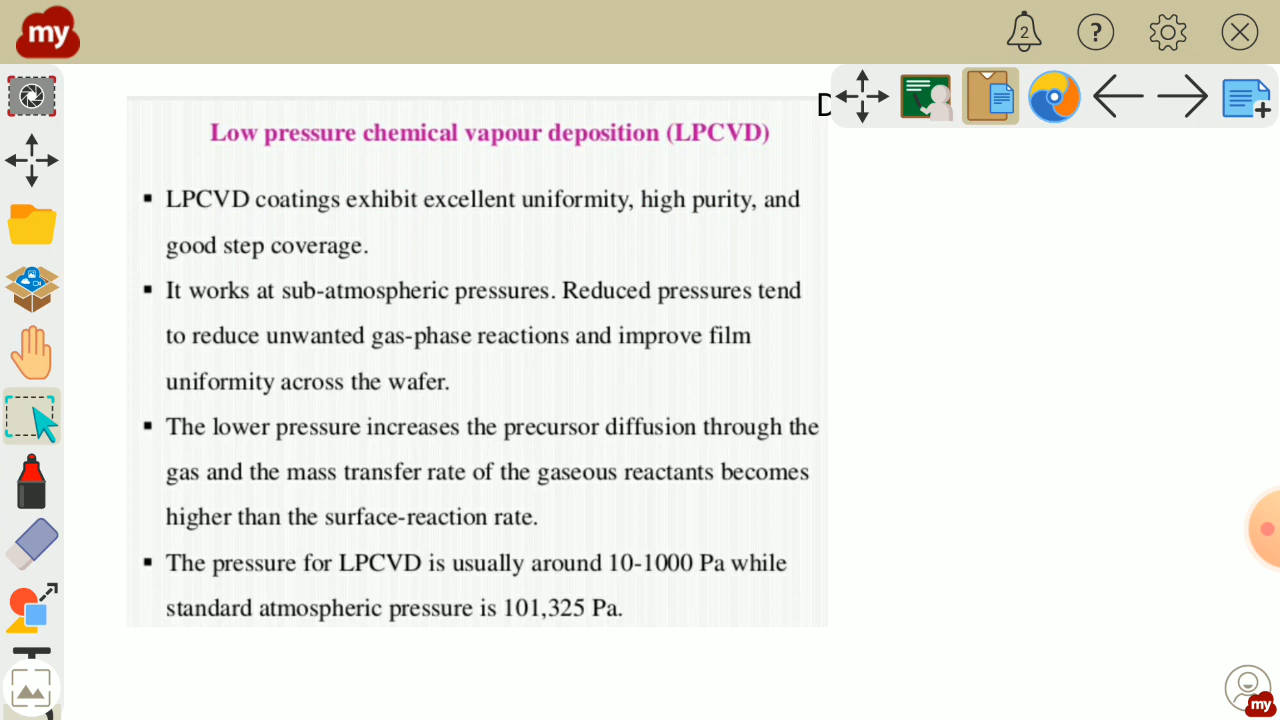 my
2
?
D
Low pressure chemical vapour deposition (LPCVD)
▪ LPCVD coatings exhibit excellent uniformity, high purity, and
good step coverage.
▪ It works at sub-atmospheric pressures. Reduced pressures tend
to reduce unwanted gas-phase reactions and improve film
uniformity across the wafer.
▪ The lower pressure increases the precursor diffusion through the
gas and the mass transfer rate of the gaseous reactants becomes
higher than the surface-reaction rate.
▪ The pressure for LPCVD is usually around 10-1000 Pa while
standard atmospheric pressure is 101,325 Pa.
my